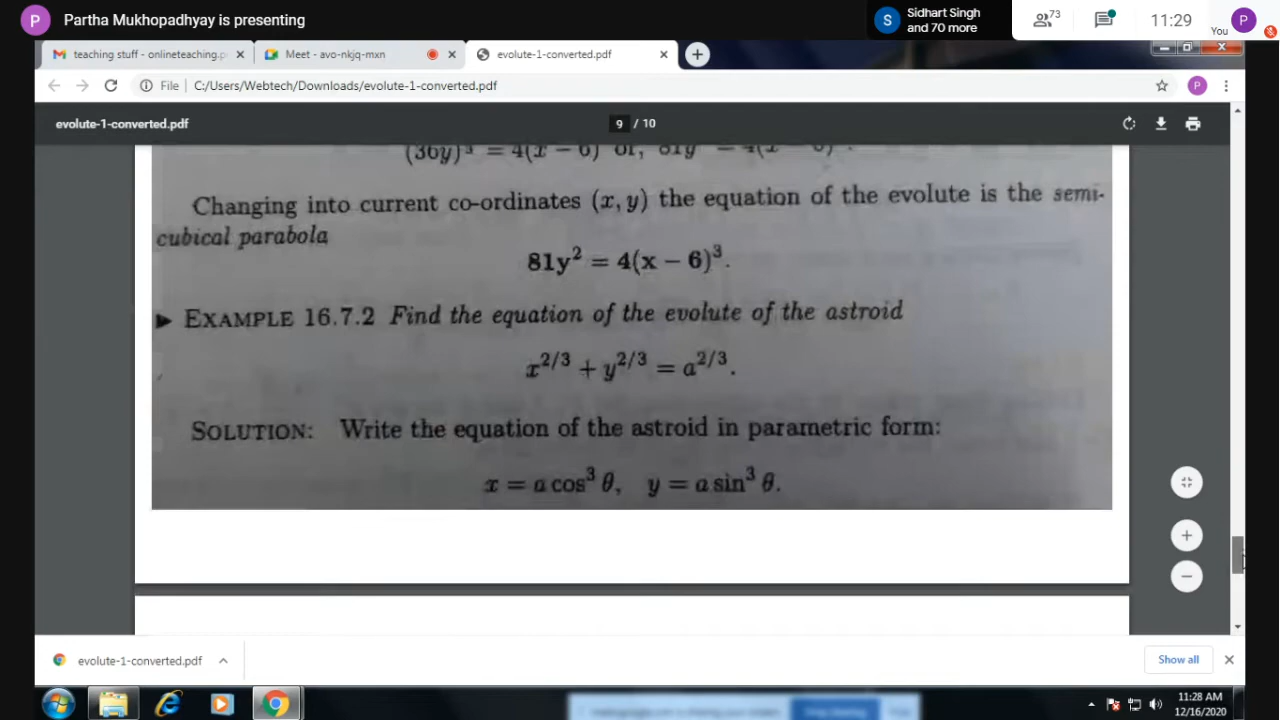 P Partha Mukhopadhyay is presenting
S Sidhart Singh and 70 more
73
11:29
You
P
teaching stuff - onlineteaching.p
Meet - avo-nkjq-mxn
evolute-1-converted.pdf
File C:/Users/Webtech/Downloads/evolute-1-converted.pdf
P
evolute-1-converted.pdf
9 / 10
Changing into current co-ordinates (x, y) the equation of the evolute is the semi-
cubical parabola
81y² = 4(x − 6)³.
► EXAMPLE 16.7.2 Find the equation of the evolute of the astroid
x^{2/3} + y^{2/3} = a^{2/3}.
SOLUTION: Write the equation of the astroid in parametric form:
x = a cos³ θ, y = a sin³ θ.
evolute-1-converted.pdf
Show all
11:28 AM
12/16/2020